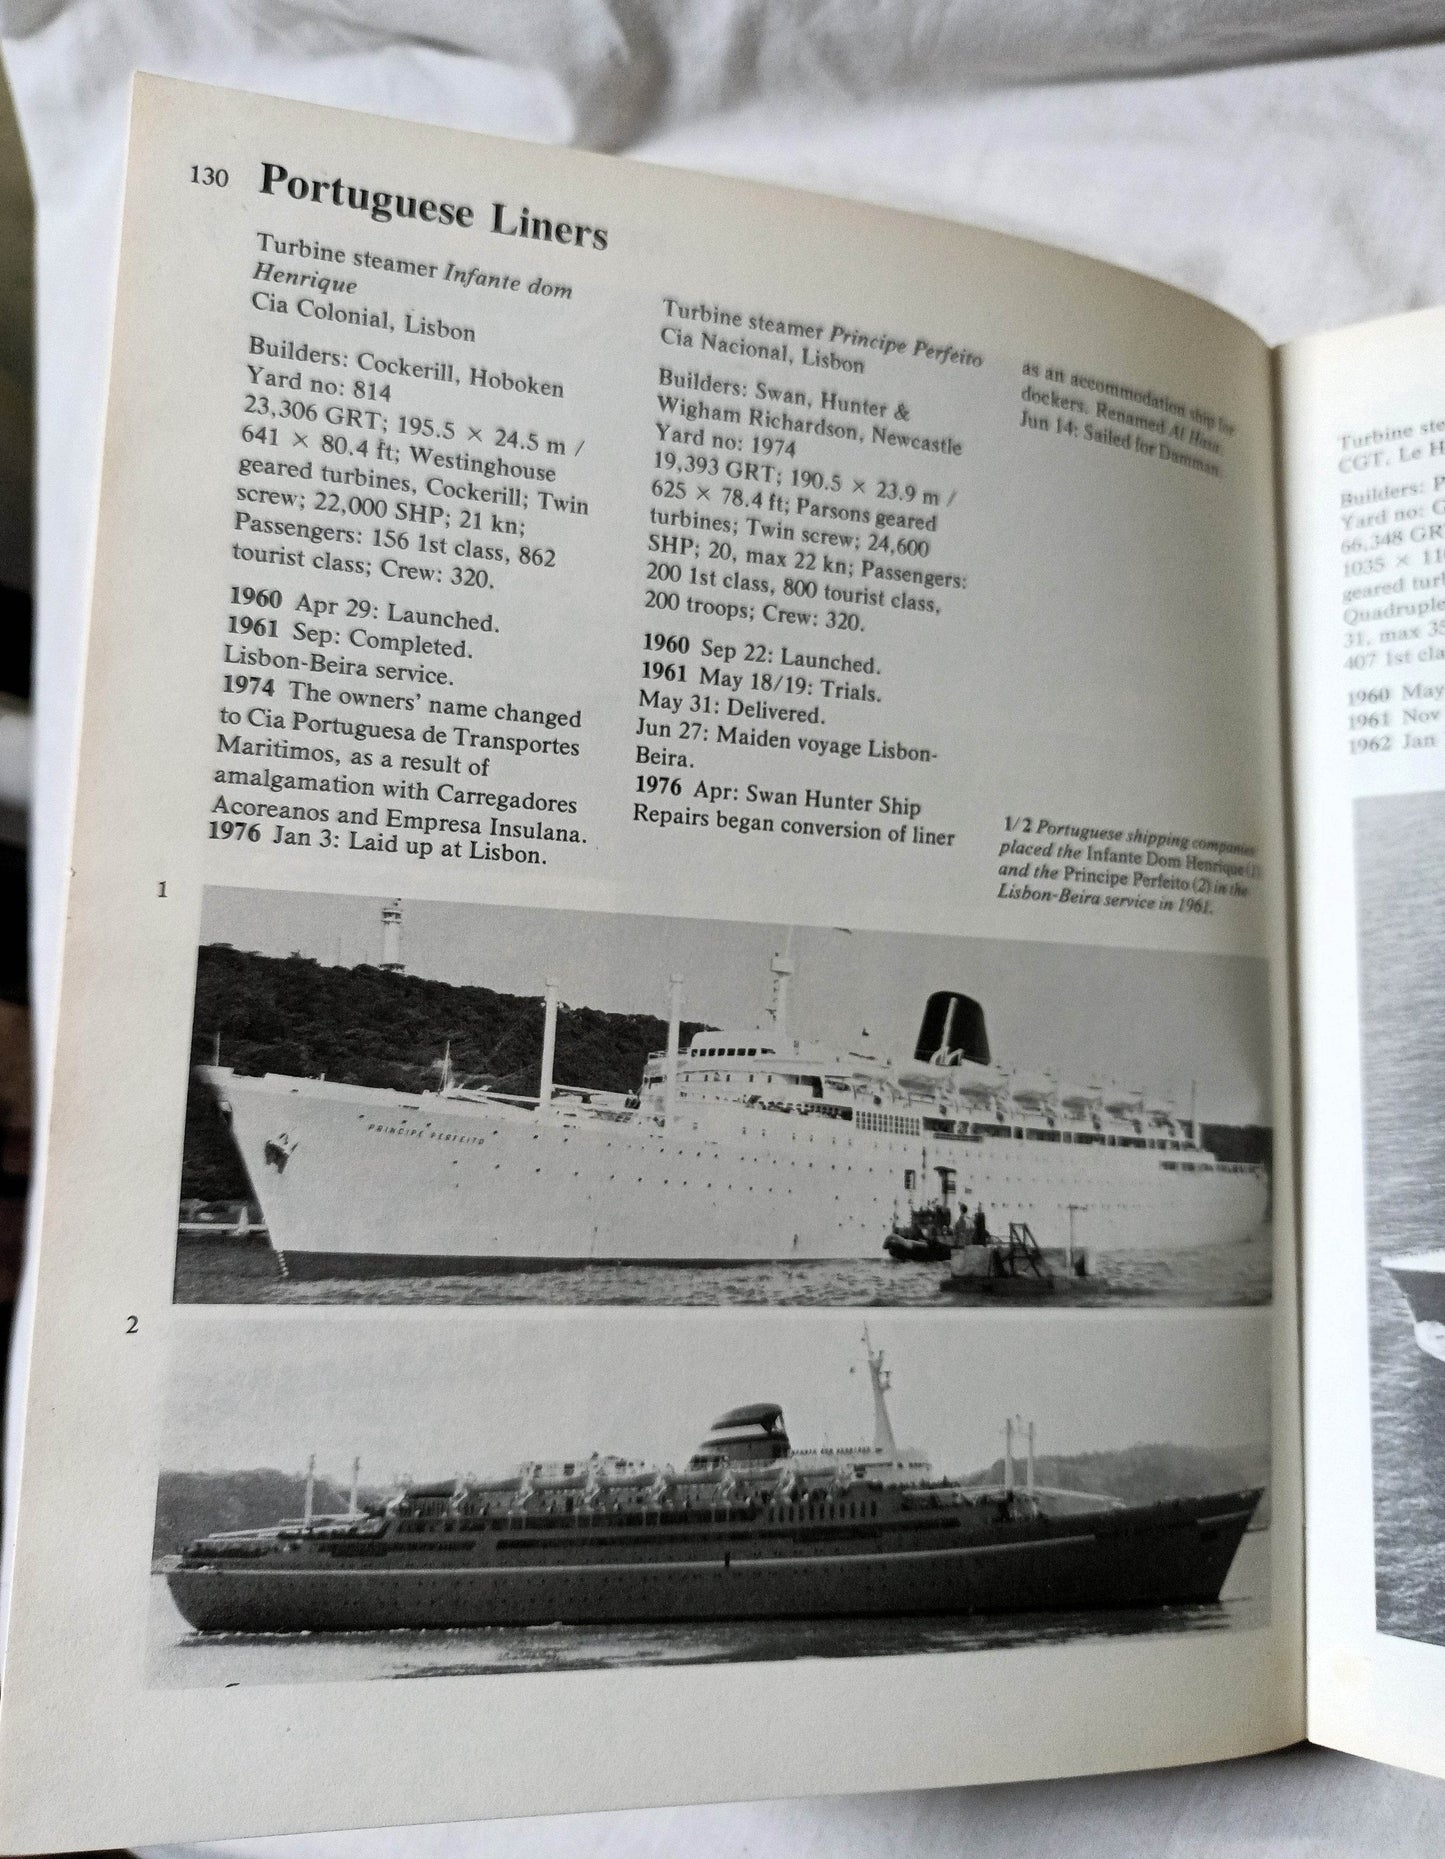 130 Portuguese Liners
Turbine steamer Infante dom
Henrique
Cia Colonial, Lisbon
Builders: Cockerill, Hoboken
Yard no: 814
23,306 GRT; 195.5 × 24.5 m /
641 × 80.4 ft; Westinghouse
geared turbines, Cockerill; Twin
screw; 22,000 SHP; 21 kn;
Passengers: 156 1st class, 862
tourist class; Crew: 320.
1960 Apr 29: Launched.
1961 Sep: Completed.
Lisbon-Beira service.
1974 The owners' name changed
to Cia Portuguesa de Transportes
Maritimos, as a result of
amalgamation with Carregadores
Acoreanos and Empresa Insulana.
1976 Jan 3: Laid up at Lisbon.
Turbine steamer Principe Perfeito
Cia Nacional, Lisbon
Builders: Swan, Hunter &
Wigham Richardson, Newcastle
Yard no: 1974
19,393 GRT; 190.5 × 23.9 m /
625 × 78.4 ft; Parsons geared
turbines; Twin screw; 24,600
SHP; 20, max 22 kn; Passengers:
200 1st class, 800 tourist class,
200 troops; Crew: 320.
1960 Sep 22: Launched.
1961 May 18/19: Trials.
May 31: Delivered.
Jun 27: Maiden voyage Lisbon-
Beira.
1976 Apr: Swan Hunter Ship
Repairs began conversion of liner
as an accommodation ship for
dockers. Renamed Al Hasa.
Jun 14: Sailed for Damman.
1/2 Portuguese shipping companies
placed the Infante Dom Henrique (1)
and the Principe Perfeito (2) in the
Lisbon-Beira service in 1961.
1
PRINCIPE PERFEITO
2
Turbine ste
CGT, Le H
Builders: P
Yard no: G
66,348 GR
1035 × 11
geared turb
Quadruple
31, max 35
407 1st cla
1960 May
1961 Nov
1962 Jan